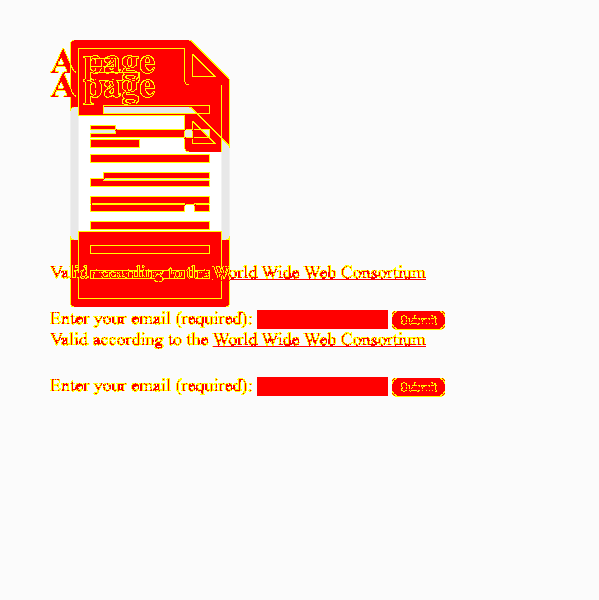 A page
A page
Valid according to the World Wide Web Consortium
Enter your email (required): Submit
Valid according to the World Wide Web Consortium
Enter your email (required): Submit